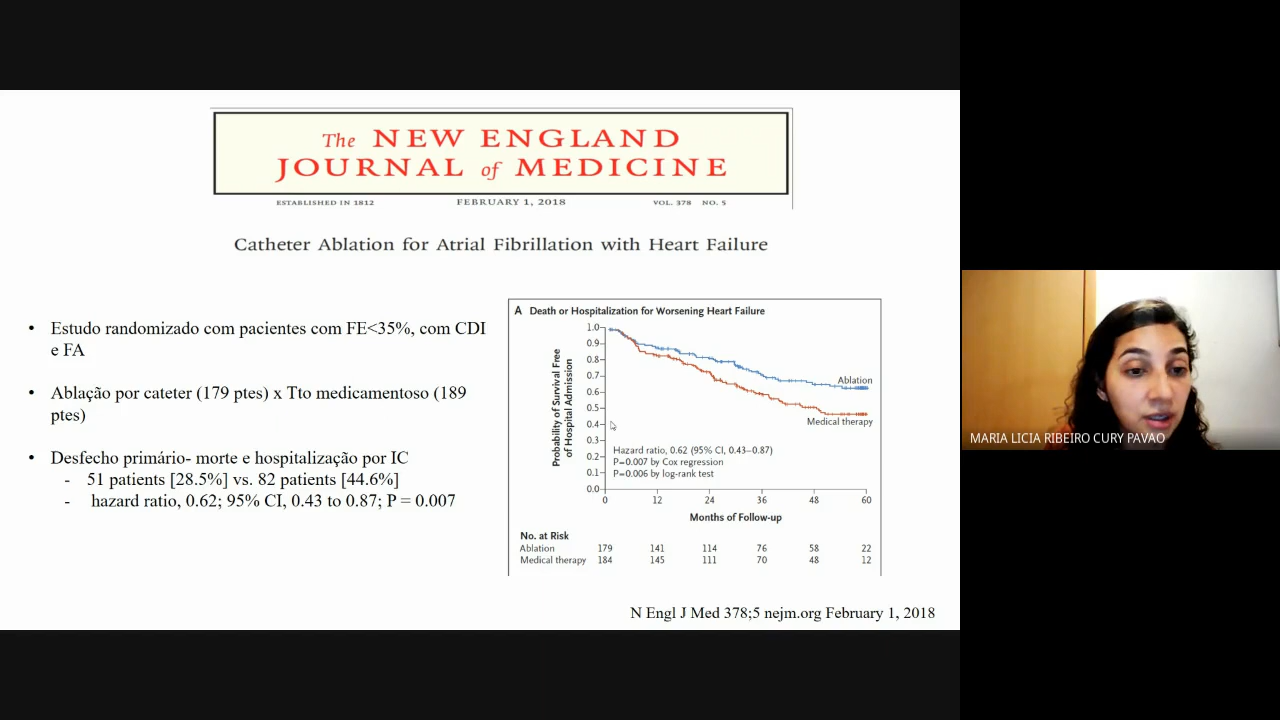 The NEW ENGLAND
JOURNAL of MEDICINE
ESTABLISHED IN 1812 FEBRUARY 1, 2018 VOL. 378 NO. 5
Catheter Ablation for Atrial Fibrillation with Heart Failure
• Estudo randomizado com pacientes com FE<35%, com CDI
e FA
• Ablação por cateter (179 ptes) x Tto medicamentoso (189
ptes)
• Desfecho primário- morte e hospitalização por IC
- 51 patients [28.5%] vs. 82 patients [44.6%]
- hazard ratio, 0.62; 95% CI, 0.43 to 0.87; P = 0.007
A Death or Hospitalization for Worsening Heart Failure
Probability of Survival Free
of Hospital Admission
1.0
0.9
0.8
0.7
0.6
0.5
0.4
0.3
0.2
0.1
0.0
Ablation
Medical therapy
Hazard ratio, 0.62 (95% CI, 0.43–0.87)
P=0.007 by Cox regression
P=0.006 by log-rank test
0 12 24 36 48 60
Months of Follow-up
No. at Risk
Ablation 179 141 114 76 58 22
Medical therapy 184 145 111 70 48 12
N Engl J Med 378;5 nejm.org February 1, 2018
MARIA LICIA RIBEIRO CURY PAVAO